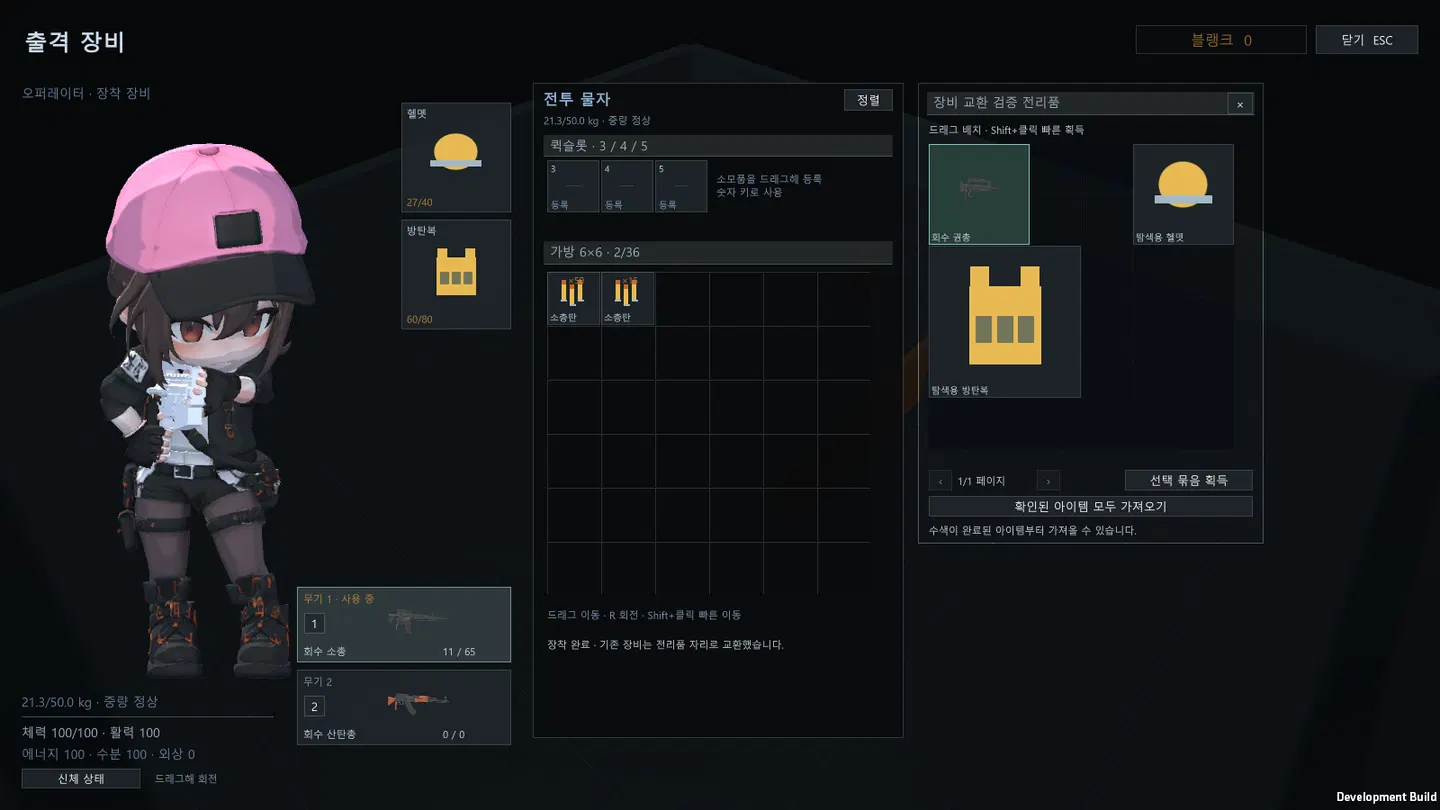 출격 장비
블랭크 0
닫기 ESC
오퍼레이터 · 장착 장비
헬멧
27/40
방탄복
60/80
무기 1 · 사용 중
1
회수 소총
11 / 65
무기 2
2
회수 산탄총
0 / 0
21.3/50.0 kg · 중량 정상
체력 100/100 · 활력 100
에너지 100 · 수분 100 · 외상 0
신체 상태
드래그해 회전
전투 물자
정렬
21.3/50.0 kg · 중량 정상
퀵슬롯 · 3 / 4 / 5
3
등록
4
등록
5
등록
소모품을 드래그해 등록
숫자 키로 사용
가방 6×6 · 2/36
소총탄
소총탄
드래그 이동 · R 회전 · Shift+클릭 빠른 이동
장착 완료 · 기존 장비는 전리품 자리로 교환했습니다.
장비 교환 검증 전리품
×
드래그 배치 · Shift+클릭 빠른 획득
회수 권총
탐색용 헬멧
탐색용 방탄복
‹
1/1 페이지
›
선택 묶음 획득
확인된 아이템 모두 가져오기
수색이 완료된 아이템부터 가져올 수 있습니다.
Development Build